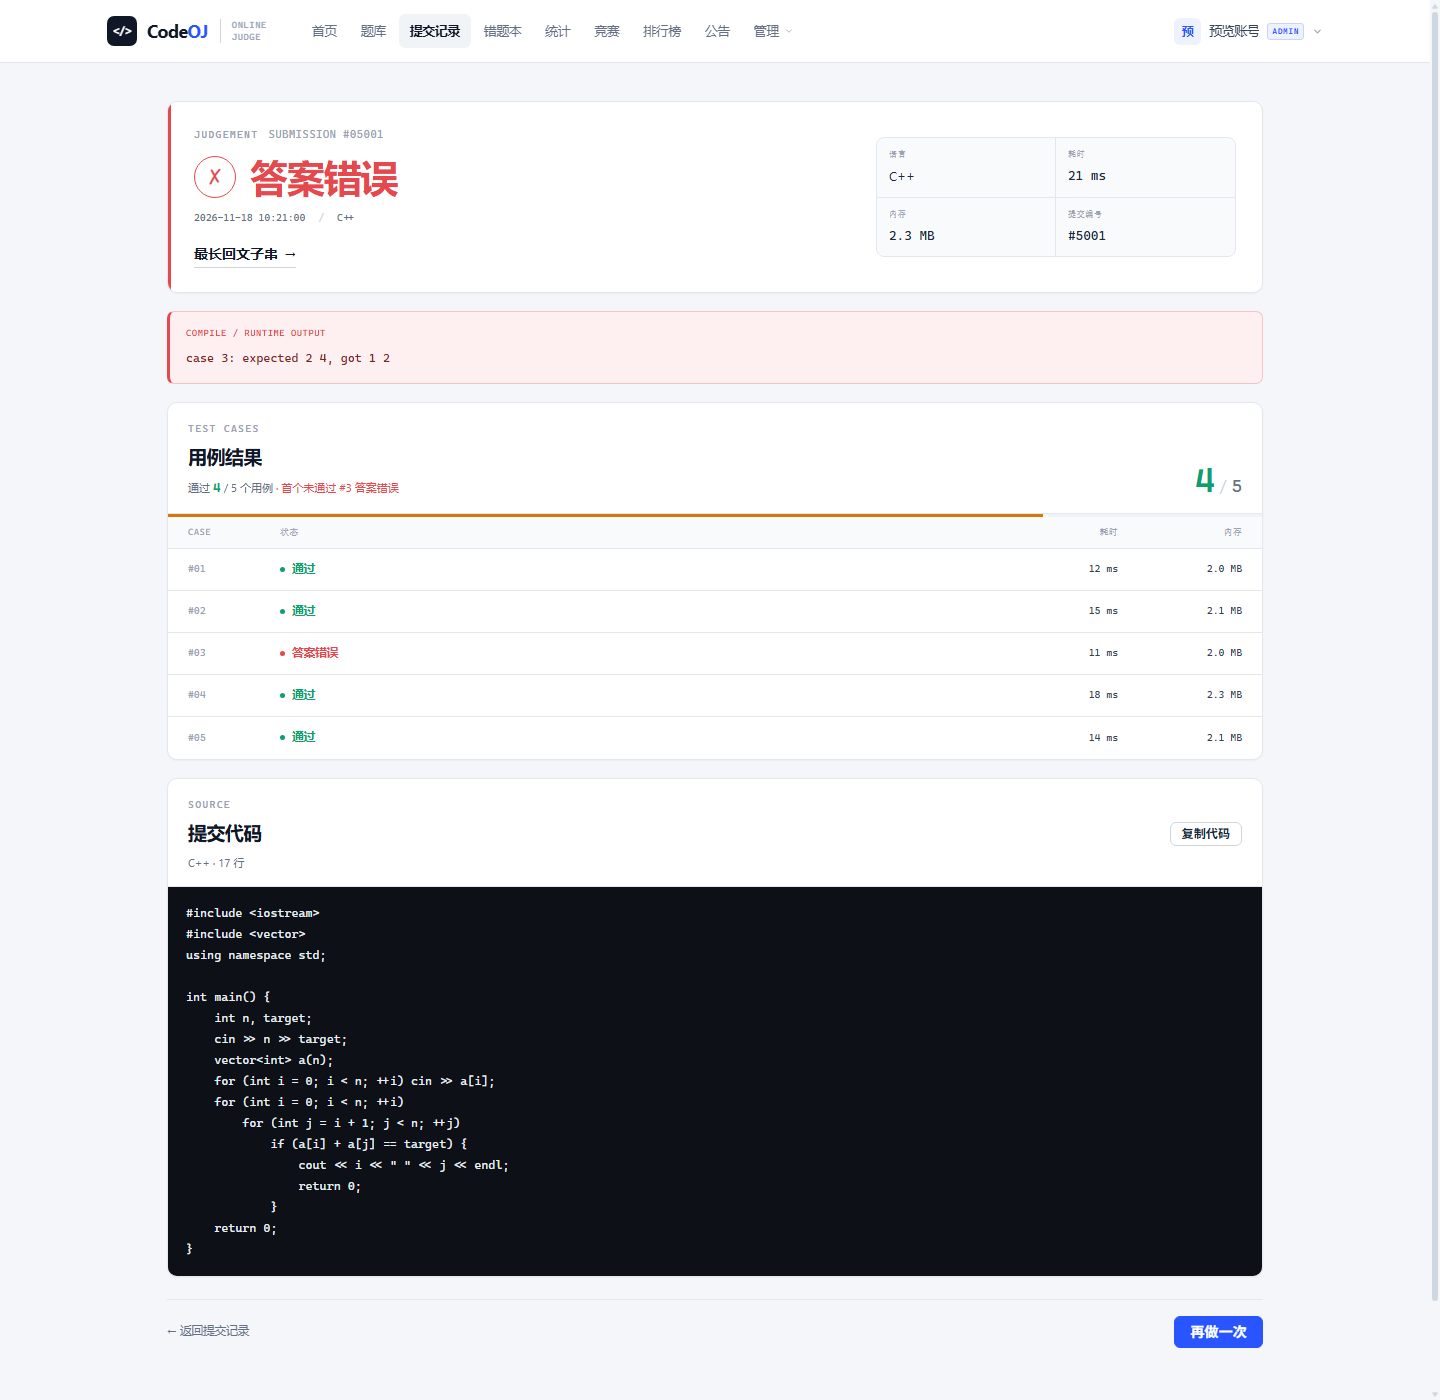 </> CodeOJ ONLINE JUDGE 首页 题库 提交记录 错题本 统计 竞赛 排行榜 公告 管理 预 预览账号 ADMIN
JUDGEMENT SUBMISSION #05001
✗ 答案错误
2026-11-18 10:21:00 / C++
最长回文子串 →
语言
C++
耗时
21 ms
内存
2.3 MB
提交编号
#5001
COMPILE / RUNTIME OUTPUT
case 3: expected 2 4, got 1 2
TEST CASES
用例结果
通过 4 / 5 个用例 · 首个未通过 #3 答案错误
4 / 5
CASE 状态 耗时 内存
#01 通过 12 ms 2.0 MB
#02 通过 15 ms 2.1 MB
#03 答案错误 11 ms 2.0 MB
#04 通过 18 ms 2.3 MB
#05 通过 14 ms 2.1 MB
SOURCE
提交代码
C++ · 17 行
复制代码
#include <iostream>
#include <vector>
using namespace std;
int main() {
    int n, target;
    cin >> n >> target;
    vector<int> a(n);
    for (int i = 0; i < n; ++i) cin >> a[i];
    for (int i = 0; i < n; ++i)
        for (int j = i + 1; j < n; ++j)
            if (a[i] + a[j] == target) {
                cout << i << " " << j << endl;
                return 0;
            }
    return 0;
}
← 返回提交记录
再做一次